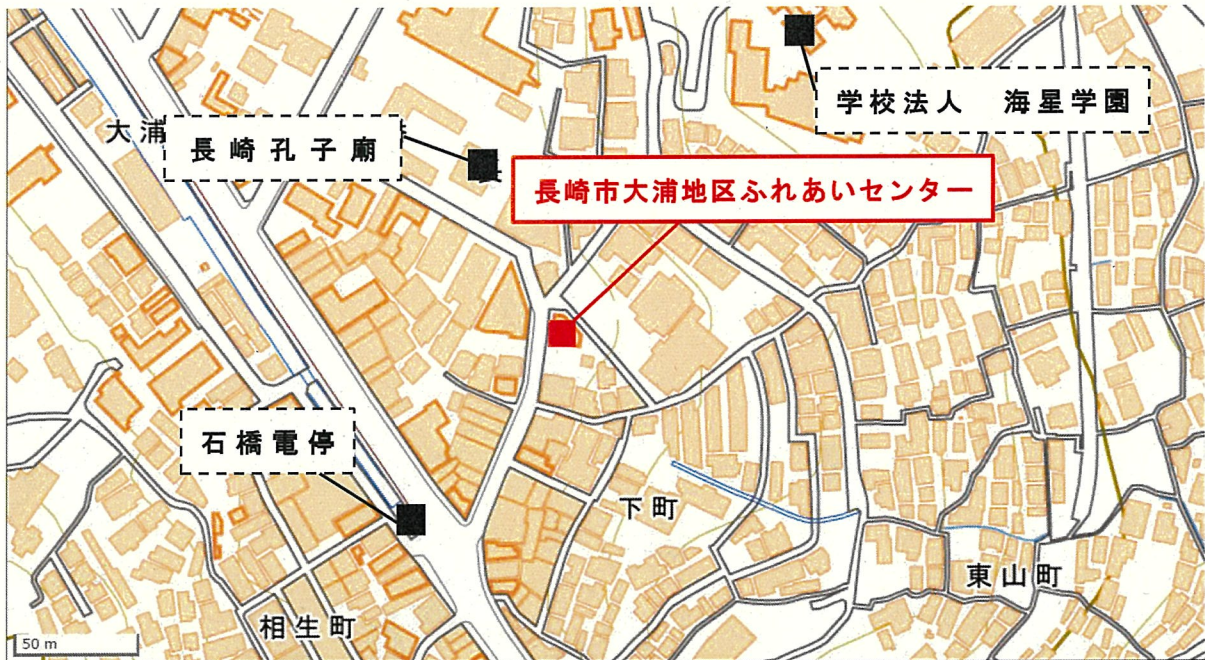 学校法人　海星学園
大浦
長崎孔子廟
長崎市大浦地区ふれあいセンター
石橋電停
下町
東山町
相生町
50 m